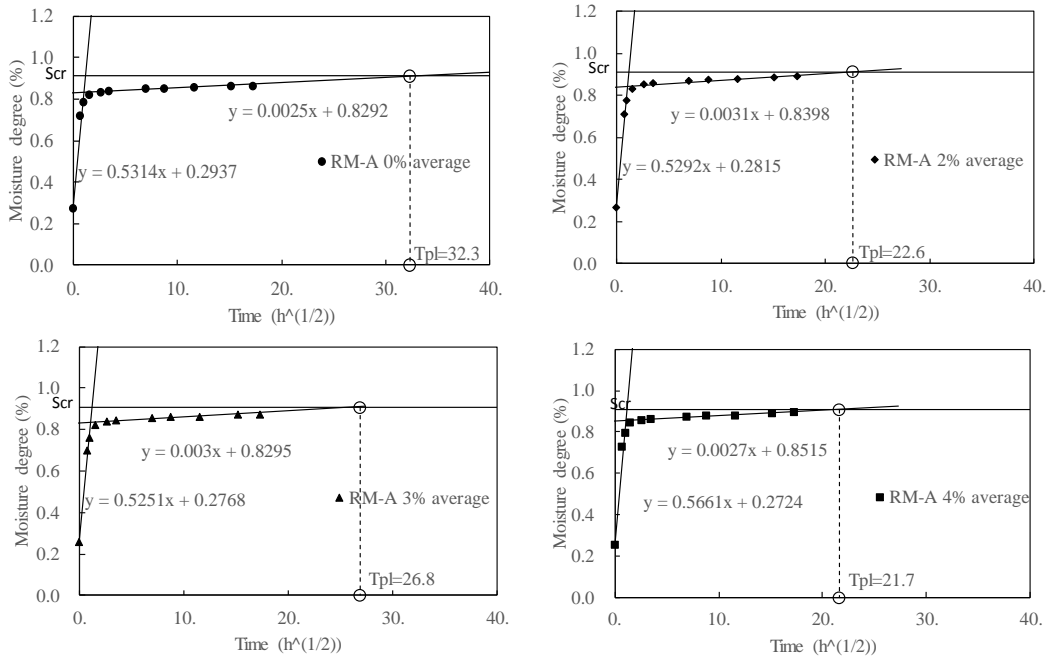 1.2
1.0
Scr
0.8
y = 0.0025x + 0.8292
0.6
y = 0.5314x + 0.2937
RM-A 0% average
0.4
0.2
Tpl=32.3
0.0
0. 10. 20. 30. 40.
Time (h^(1/2))
Moisture degree (%)
1.2
1.0
Scr
0.8
y = 0.0031x + 0.8398
0.6
y = 0.5292x + 0.2815
RM-A 2% average
0.4
0.2
Tpl=22.6
0.0
0. 10. 20. 30. 40.
Time (h^(1/2))
Moisture degree (%)
1.2
1.0
Scr
0.8
y = 0.003x + 0.8295
0.6
y = 0.5251x + 0.2768
RM-A 3% average
0.4
0.2
Tpl=26.8
0.0
0. 10. 20. 30. 40.
Time (h^(1/2))
Moisture degree (%)
1.2
1.0
Scr
0.8
y = 0.0027x + 0.8515
0.6
y = 0.5661x + 0.2724
RM-A 4% average
0.4
0.2
Tpl=21.7
0.0
0. 10. 20. 30. 40.
Time (h^(1/2))
Moisture degree (%)